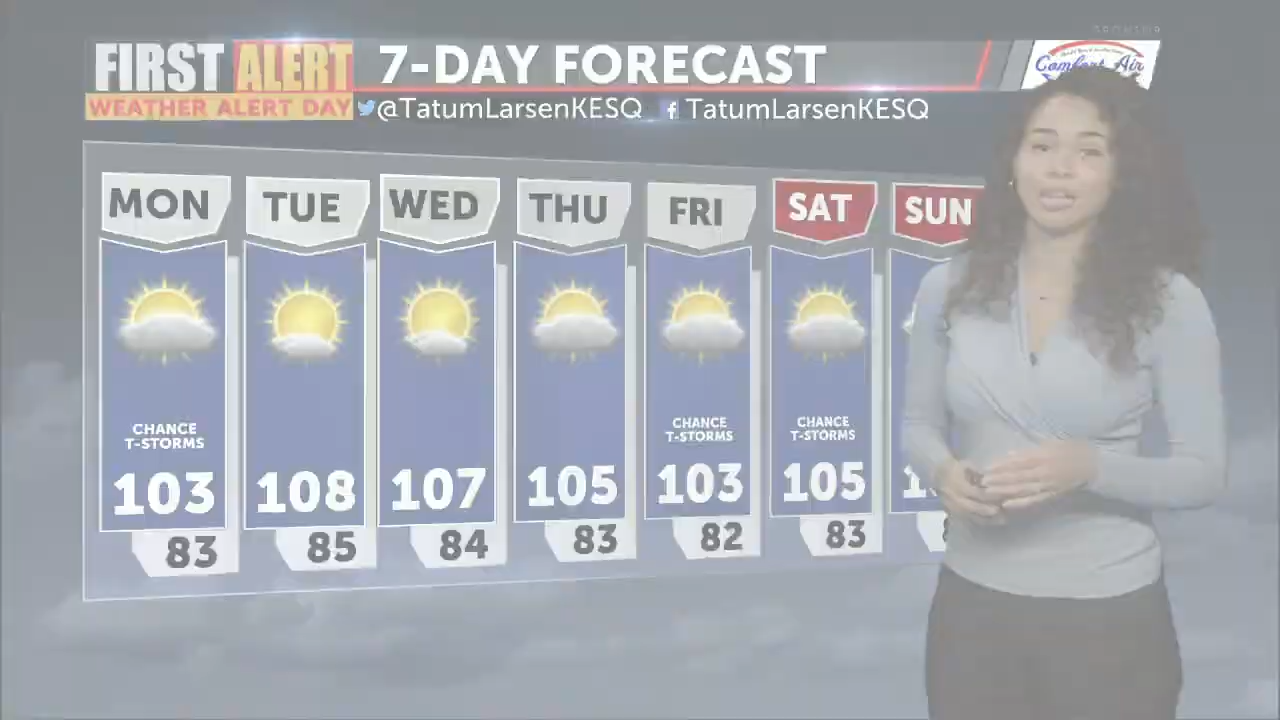 SPONSOR
FIRST ALERT 7-DAY FORECAST
Comfort Air
WEATHER ALERT DAY @TatumLarsenKESQ TatumLarsenKESQ
MON TUE WED THU FRI SAT SUN
CHANCE CHANCE CHANCE
T-STORMS T-STORMS T-STORMS
103 108 107 105 103 105
83 85 84 83 82 83